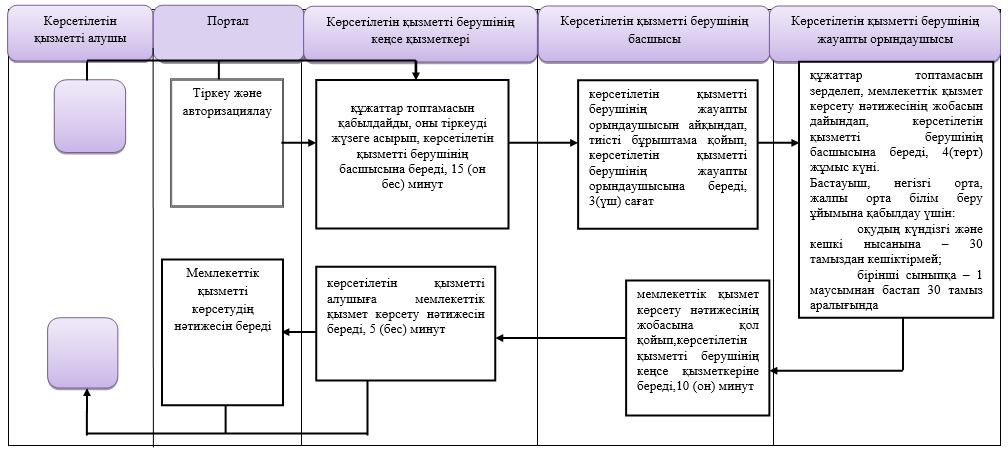 Көрсетілетін
қызметті алушы
Портал
Көрсетілетін қызметті берушінің
кеңсе қызметкері
Көрсетілетін қызметті берушінің
басшысы
Көрсетілетін қызметті берушінің
жауапты орындаушысы
Тіркеу және
авторизациялау
құжаттар топтамасын
қабылдайды, оны тіркеуді
жүзеге асырып, көрсетілетін
қызметті берушінің
басшысына береді, 15 (он
бес) минут
көрсетілетін қызметті
берушінің жауапты
орындаушысын айқындап,
тиісті бұрыштама қойып,
көрсетілетін қызметті
берушінің жауапты
орындаушысына береді,
3(үш) сағат
құжаттар топтамасын
зерделеп, мемлекеттік қызмет
көрсету нәтижесінің жобасын
дайындап, көрсетілетін
қызметті берушінің
басшысына береді, 4(төрт)
жұмыс күні.
Бастауыш, негізгі орта,
жалпы орта білім беру
ұйымына қабылдау үшін:
оқудың күндізгі және
кешкі нысанына – 30
тамыздан кешіктірмей;
бірінші сыныпқа – 1
маусымнан бастап 30 тамыз
аралығында
Мемлекеттік
қызметті
көрсетудің
нәтижесін береді
көрсетілетін қызметті
алушыға мемлекеттік
қызмет көрсету нәтижесін
береді, 5 (бес) минут
мемлекеттік қызмет
көрсету нәтижесінің
жобасына қол
қойып,көрсетілетін
қызметті берушінің
кеңсе қызметкеріне
береді,10 (он) минут